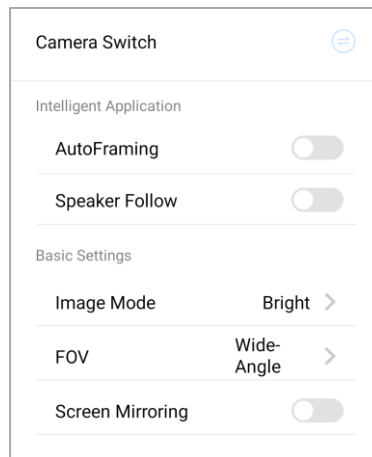 Camera Switch
Intelligent Application
AutoFraming
Speaker Follow
Basic Settings
Image Mode Bright
FOV Wide-
Angle
Screen Mirroring